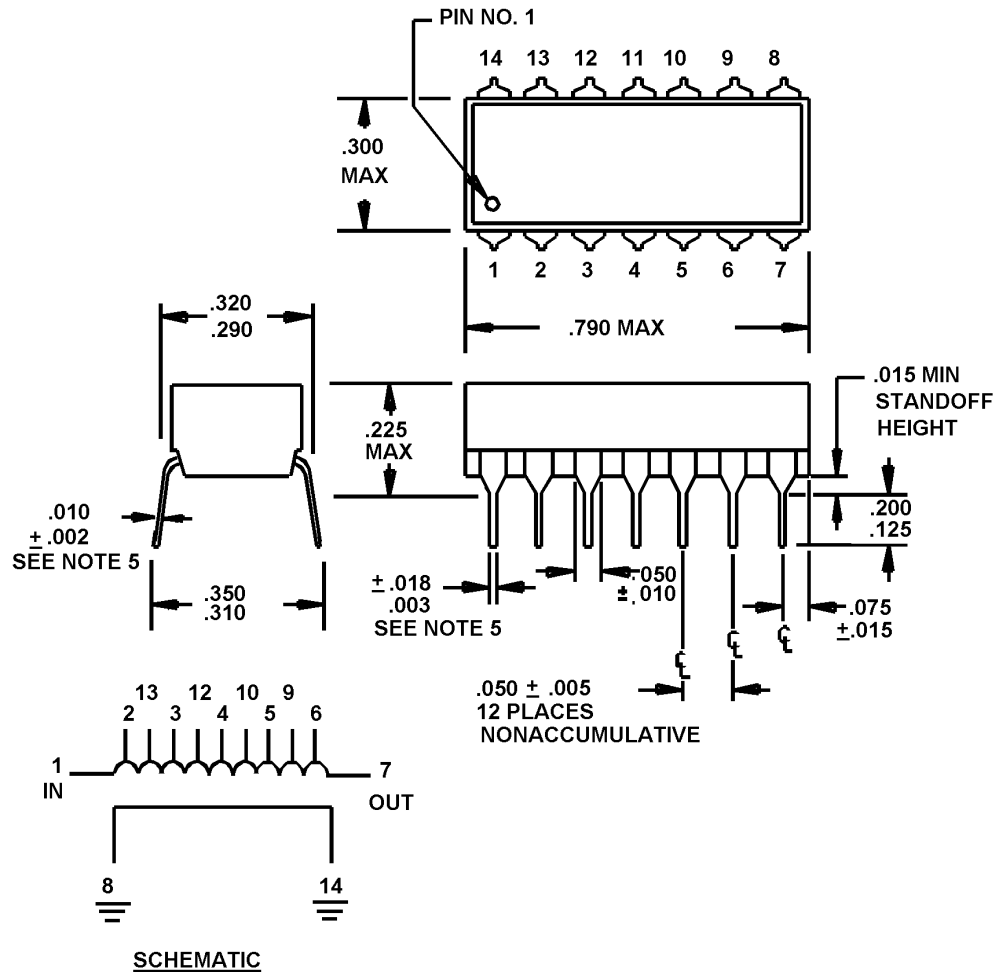 PIN NO. 1
14 13 12 11 10 9 8
.300
MAX
1 2 3 4 5 6 7
.320
.290
.790 MAX
.015 MIN
STANDOFF
HEIGHT
.225
MAX
.200
.125
.010
± .002
SEE NOTE 5
± .018
.003
SEE NOTE 5
.050
± .010
.350
.310
.075
±.015
℄ ℄ ℄
.050 ± .005
12 PLACES
NONACCUMULATIVE
13 12 10 9
2 3 4 5 6
1
IN
7
OUT
8 14
SCHEMATIC